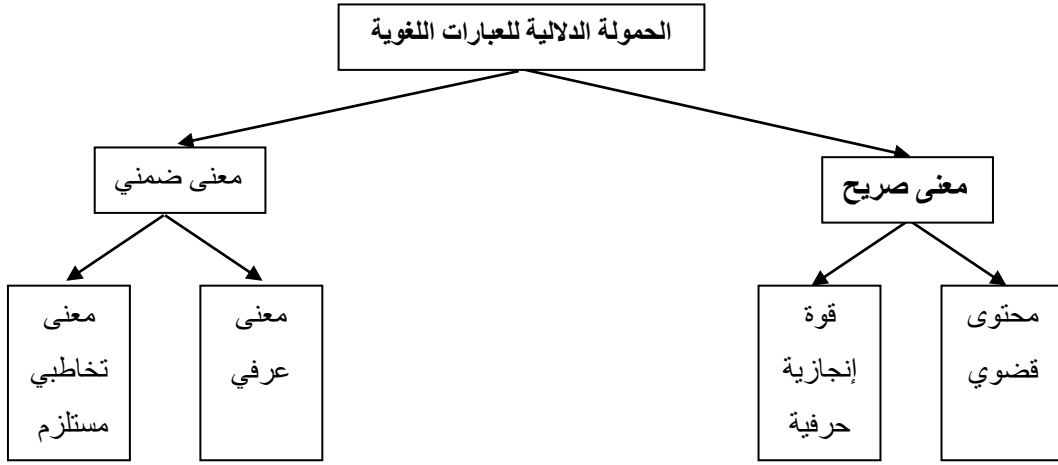 الحمولة الدلالية للعبارات اللغوية
معنى صريح
معنى ضمني
محتوى
قضوي
قوة
إنجازية
حرفية
معنى
عرفي
معنى
تخاطبي
مستلزم